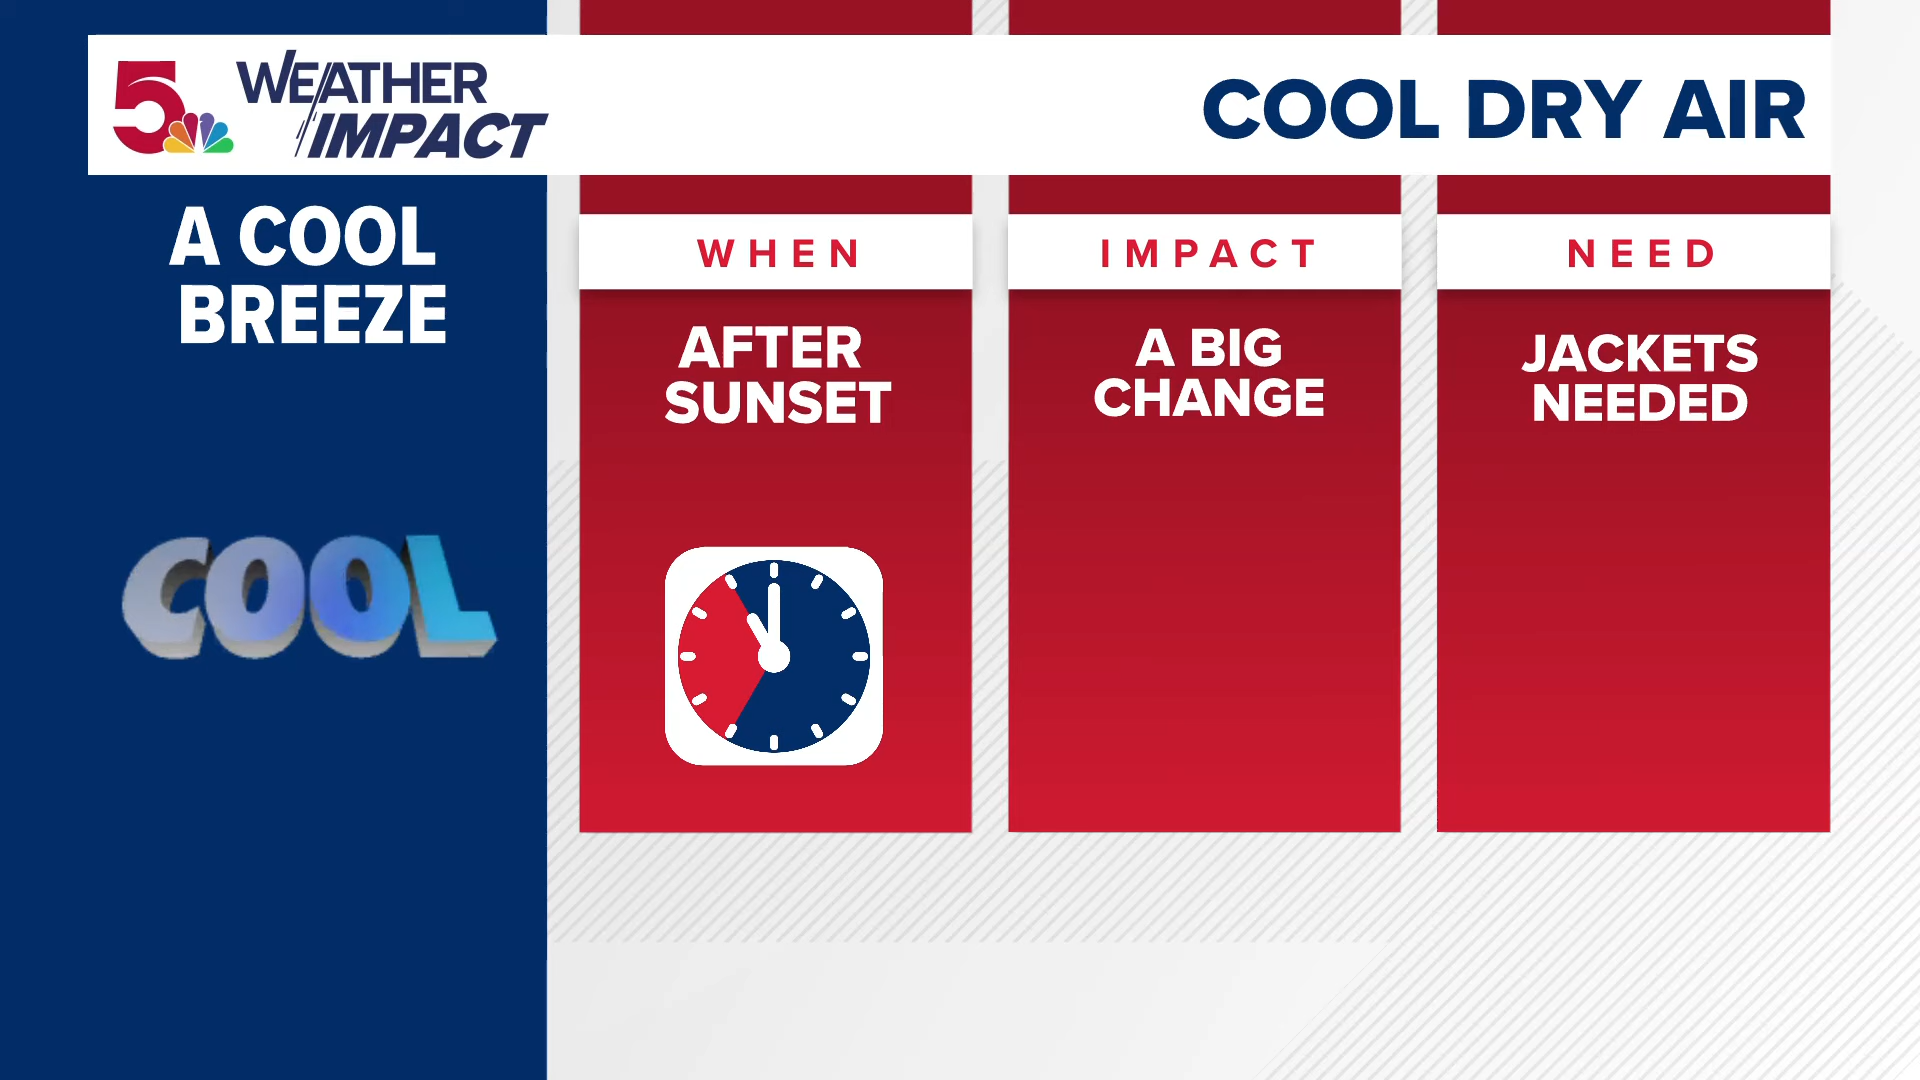 5 WEATHER
IMPACT
COOL DRY AIR
A COOL
BREEZE
COOL
WHEN
AFTER
SUNSET
IMPACT
A BIG
CHANGE
NEED
JACKETS
NEEDED